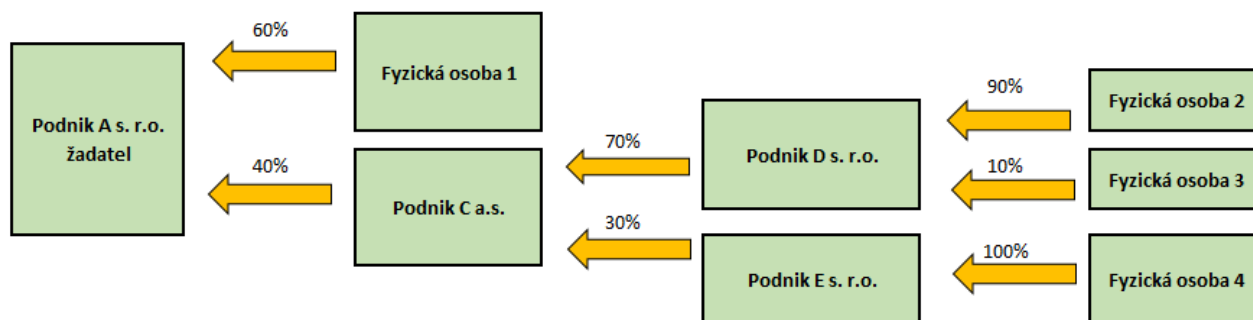 60%
Fyzická osoba 1
90%
Fyzická osoba 2
Podnik A s. r.o.
žadatel
40%
Podnik C a.s.
70%
Podnik D s. r.o.
10%
Fyzická osoba 3
30%
Podnik E s. r.o.
100%
Fyzická osoba 4